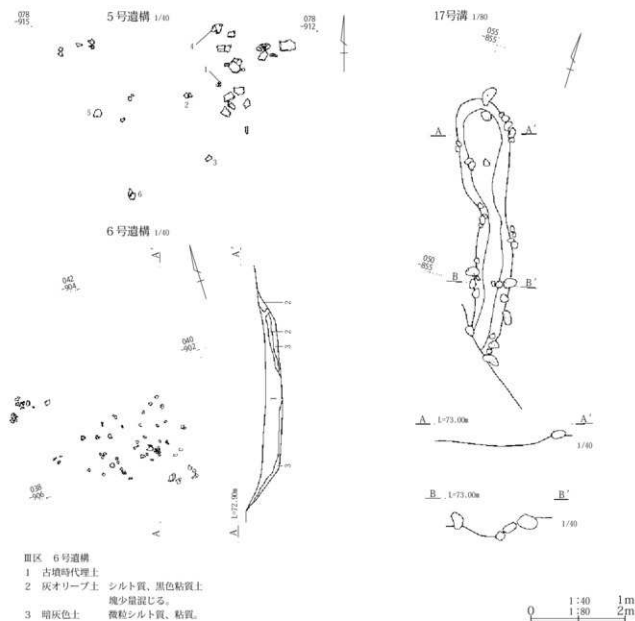 5号遺構 1/40
078
-915
078
-912
4
1
2
5
3
6
6号遺構 1/40
A'
A'
042
-904
040
-902
2
2
3
1
3
038
-906
A
A L=72.90m
17号溝 1/80
055
-855
A A'
050
-855
B B'
A L=73.00m A'
1/40
B L=73.00m B'
1/40
Ⅲ区 6号遺構
1 古墳時代理土
2 灰オリーブ土 シルト質、黒色粘質土
塊少量混じる。
3 暗灰色土 微粒シルト質、粘質。
1:40 1m
0 1:80 2m